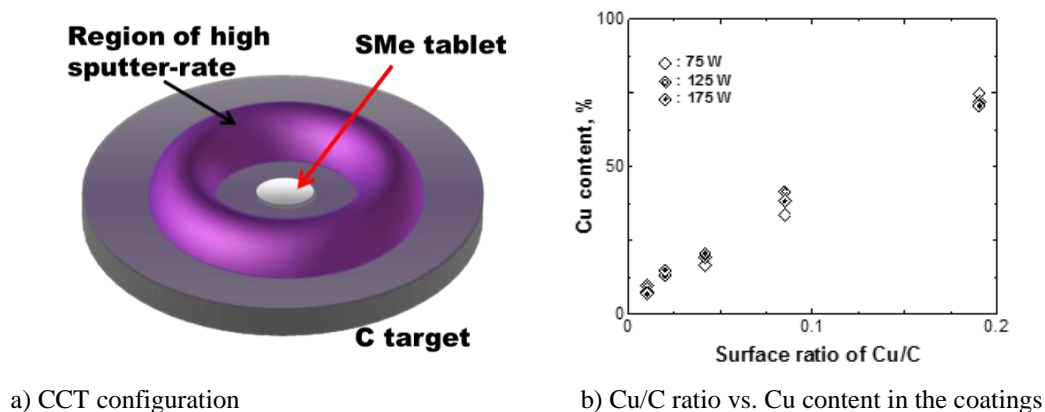 Region of high
sputter-rate
SMe tablet
C target
100
50
0
Cu content, %
: 75 W
: 125 W
: 175 W
0
0.1
0.2
Surface ratio of Cu/C
a) CCT configuration
b) Cu/C ratio vs. Cu content in the coatings